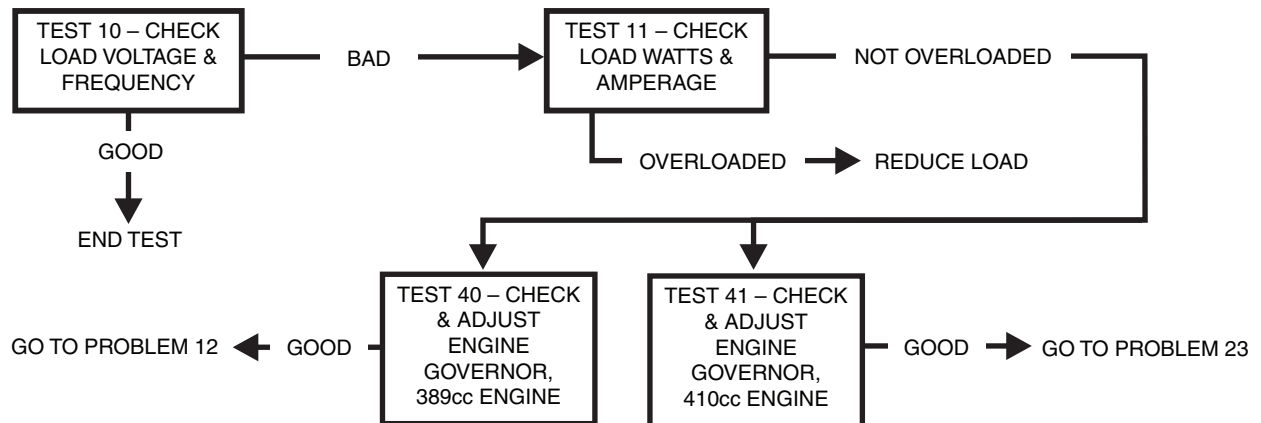 TEST 10 – CHECK
LOAD VOLTAGE &
FREQUENCY
BAD
TEST 11 – CHECK
LOAD WATTS &
AMPERAGE
NOT OVERLOADED
GOOD
END TEST
OVERLOADED
REDUCE LOAD
TEST 40 – CHECK
& ADJUST
ENGINE
GOVERNOR,
389cc ENGINE
GOOD
GO TO PROBLEM 12
TEST 41 – CHECK
& ADJUST
ENGINE
GOVERNOR,
410cc ENGINE
GOOD
GO TO PROBLEM 23